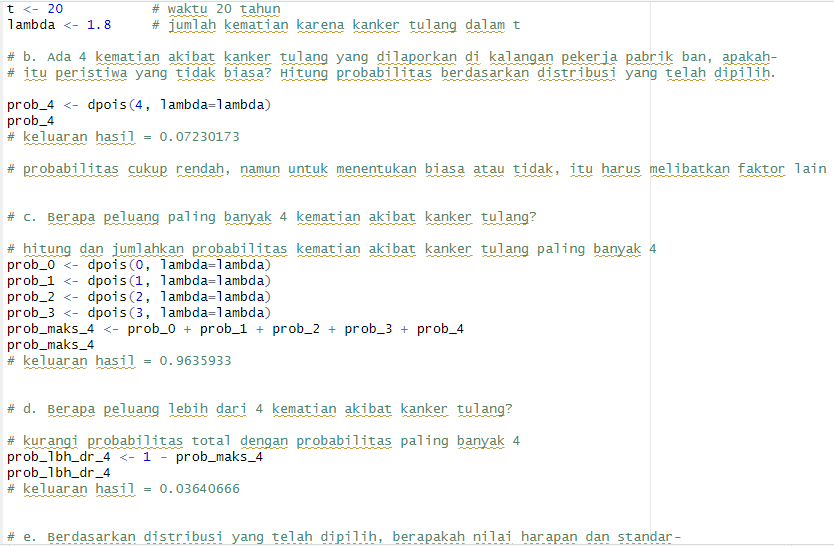 t <- 20           # waktu 20 tahun
lambda <- 1.8     # jumlah kematian karena kanker tulang dalam t
# b. Ada 4 kematian akibat kanker tulang yang dilaporkan di kalangan pekerja pabrik ban, apakah-
# itu peristiwa yang tidak biasa? Hitung probabilitas berdasarkan distribusi yang telah dipilih.
prob_4 <- dpois(4, lambda=lambda)
prob_4
# keluaran hasil = 0.07230173
# probabilitas cukup rendah, namun untuk menentukan biasa atau tidak, itu harus melibatkan faktor lain
# c. Berapa peluang paling banyak 4 kematian akibat kanker tulang?
# hitung dan jumlahkan probabilitas kematian akibat kanker tulang paling banyak 4
prob_0 <- dpois(0, lambda=lambda)
prob_1 <- dpois(1, lambda=lambda)
prob_2 <- dpois(2, lambda=lambda)
prob_3 <- dpois(3, lambda=lambda)
prob_maks_4 <- prob_0 + prob_1 + prob_2 + prob_3 + prob_4
prob_maks_4
# keluaran hasil = 0.9635933
# d. Berapa peluang lebih dari 4 kematian akibat kanker tulang?
# kurangi probabilitas total dengan probabilitas paling banyak 4
prob_lbh_dr_4 <- 1 - prob_maks_4
prob_lbh_dr_4
# keluaran hasil = 0.03640666
# e. Berdasarkan distribusi yang telah dipilih, berapakah nilai harapan dan standar-